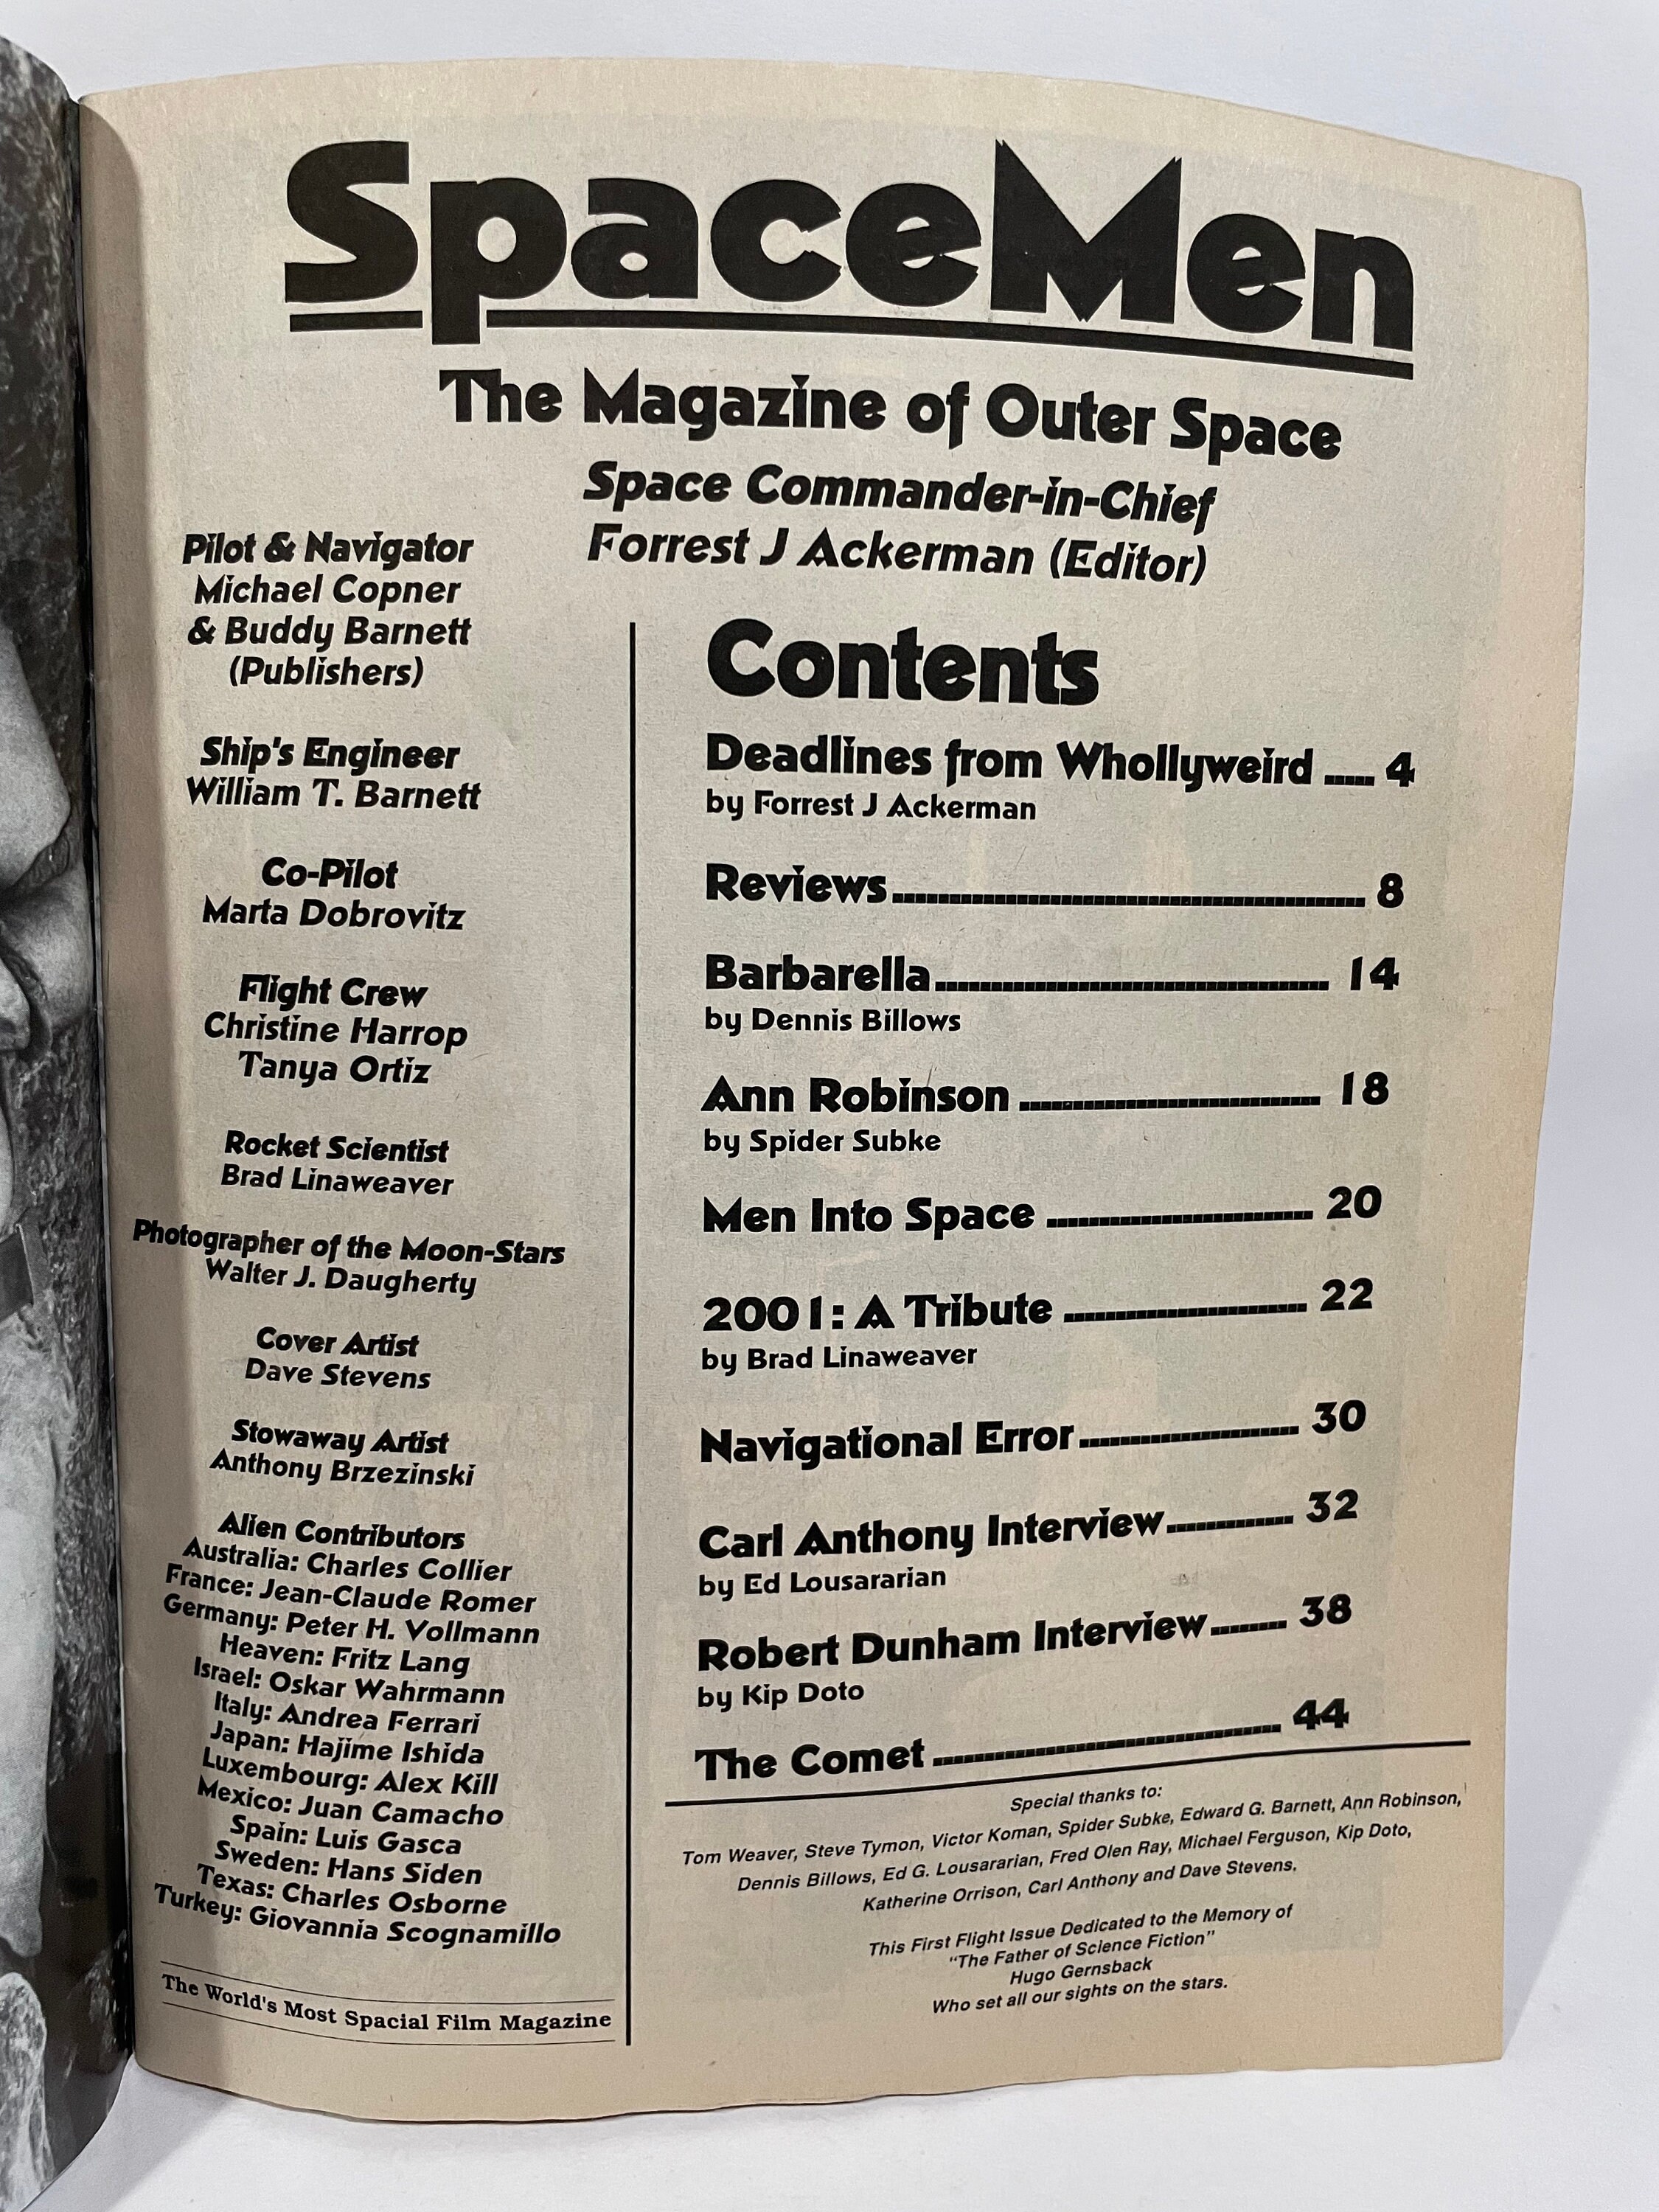 SpaceMen
The Magazine of Outer Space
Space Commander-in-Chief
Forrest J Ackerman (Editor)
Pilot & Navigator
Michael Copner
& Buddy Barnett
(Publishers)
Ship's Engineer
William T. Barnett
Co-Pilot
Marta Dobrovitz
Flight Crew
Christine Harrop
Tanya Ortiz
Rocket Scientist
Brad Linaweaver
Photographer of the Moon-Stars
Walter J. Daugherty
Cover Artist
Dave Stevens
Stowaway Artist
Anthony Brzezinski
Alien Contributors
Australia: Charles Collier
France: Jean-Claude Romer
Germany: Peter H. Vollmann
Heaven: Fritz Lang
Israel: Oskar Wahrmann
Italy: Andrea Ferrari
Japan: Hajime Ishida
Luxembourg: Alex Kill
Mexico: Juan Camacho
Spain: Luis Gasca
Sweden: Hans Siden
Texas: Charles Osborne
Turkey: Giovannia Scognamillo
The World's Most Spacial Film Magazine
Contents
Deadlines from Whollyweird ..... 4
by Forrest J Ackerman
Reviews ..... 8
Barbarella ..... 14
by Dennis Billows
Ann Robinson ..... 18
by Spider Subke
Men Into Space ..... 20
2001: A Tribute ..... 22
by Brad Linaweaver
Navigational Error ..... 30
Carl Anthony Interview ..... 32
by Ed Lousararian
Robert Dunham Interview ..... 38
by Kip Doto
The Comet ..... 44
Special thanks to:
Tom Weaver, Steve Tymon, Victor Koman, Spider Subke, Edward G. Barnett, Ann Robinson,
Dennis Billows, Ed G. Lousararian, Fred Olen Ray, Michael Ferguson, Kip Doto,
Katherine Orrison, Carl Anthony and Dave Stevens.
This First Flight Issue Dedicated to the Memory of
"The Father of Science Fiction"
Hugo Gernsback
Who set all our sights on the stars.